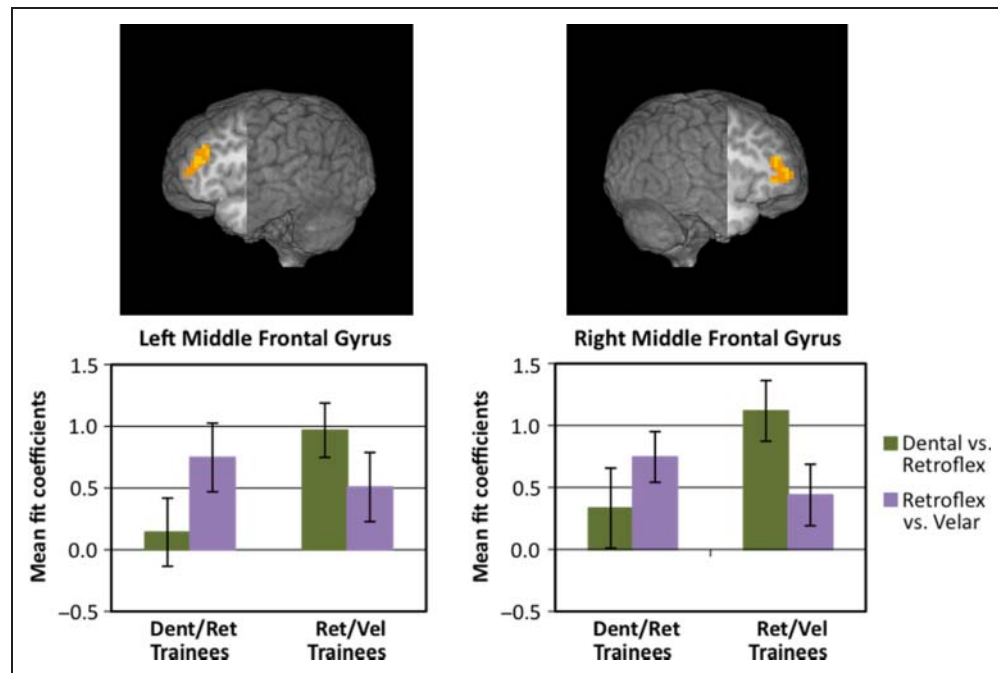 Left Middle Frontal Gyrus
1.5
1.0
0.5
0.0
–0.5
Mean fit coefficients
Dent/Ret
Trainees
Ret/Vel
Trainees
Right Middle Frontal Gyrus
1.5
1.0
0.5
0.0
–0.5
Mean fit coefficients
Dent/Ret
Trainees
Ret/Vel
Trainees
Dental vs.
Retroflex
Retroflex
vs. Velar